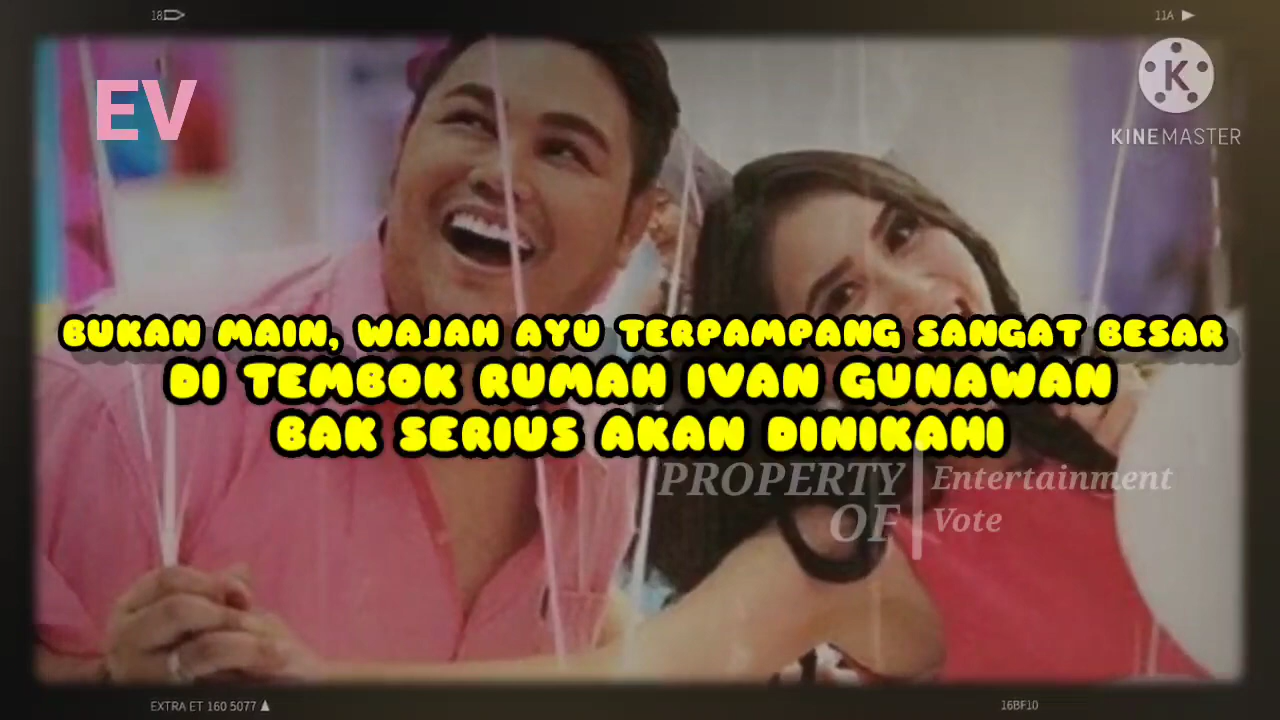 18
11A
EV
K
KINEMASTER
BUKAN MAIN, WAJAH AYU TERPAMPANG SANGAT BESAR
DI TEMBOK RUMAH IVAN GUNAWAN
BAK SERIUS AKAN DINIKAHI
PROPERTY OF
Entertainment Vote
EXTRA ET 160 5077
16BF10